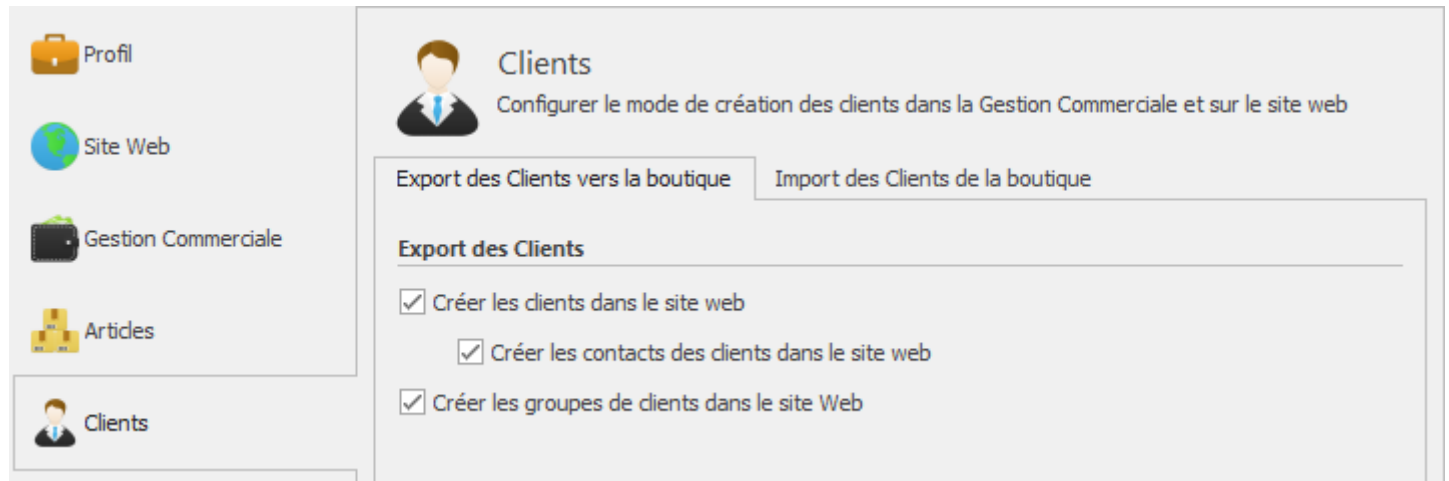 Profil
Site Web
Gestion Commerciale
Articles
Clients
Clients
Configurer le mode de création des clients dans la Gestion Commerciale et sur le site web
Export des Clients vers la boutique
Import des Clients de la boutique
Export des Clients
Créer les clients dans le site web
Créer les contacts des clients dans le site web
Créer les groupes de clients dans le site Web